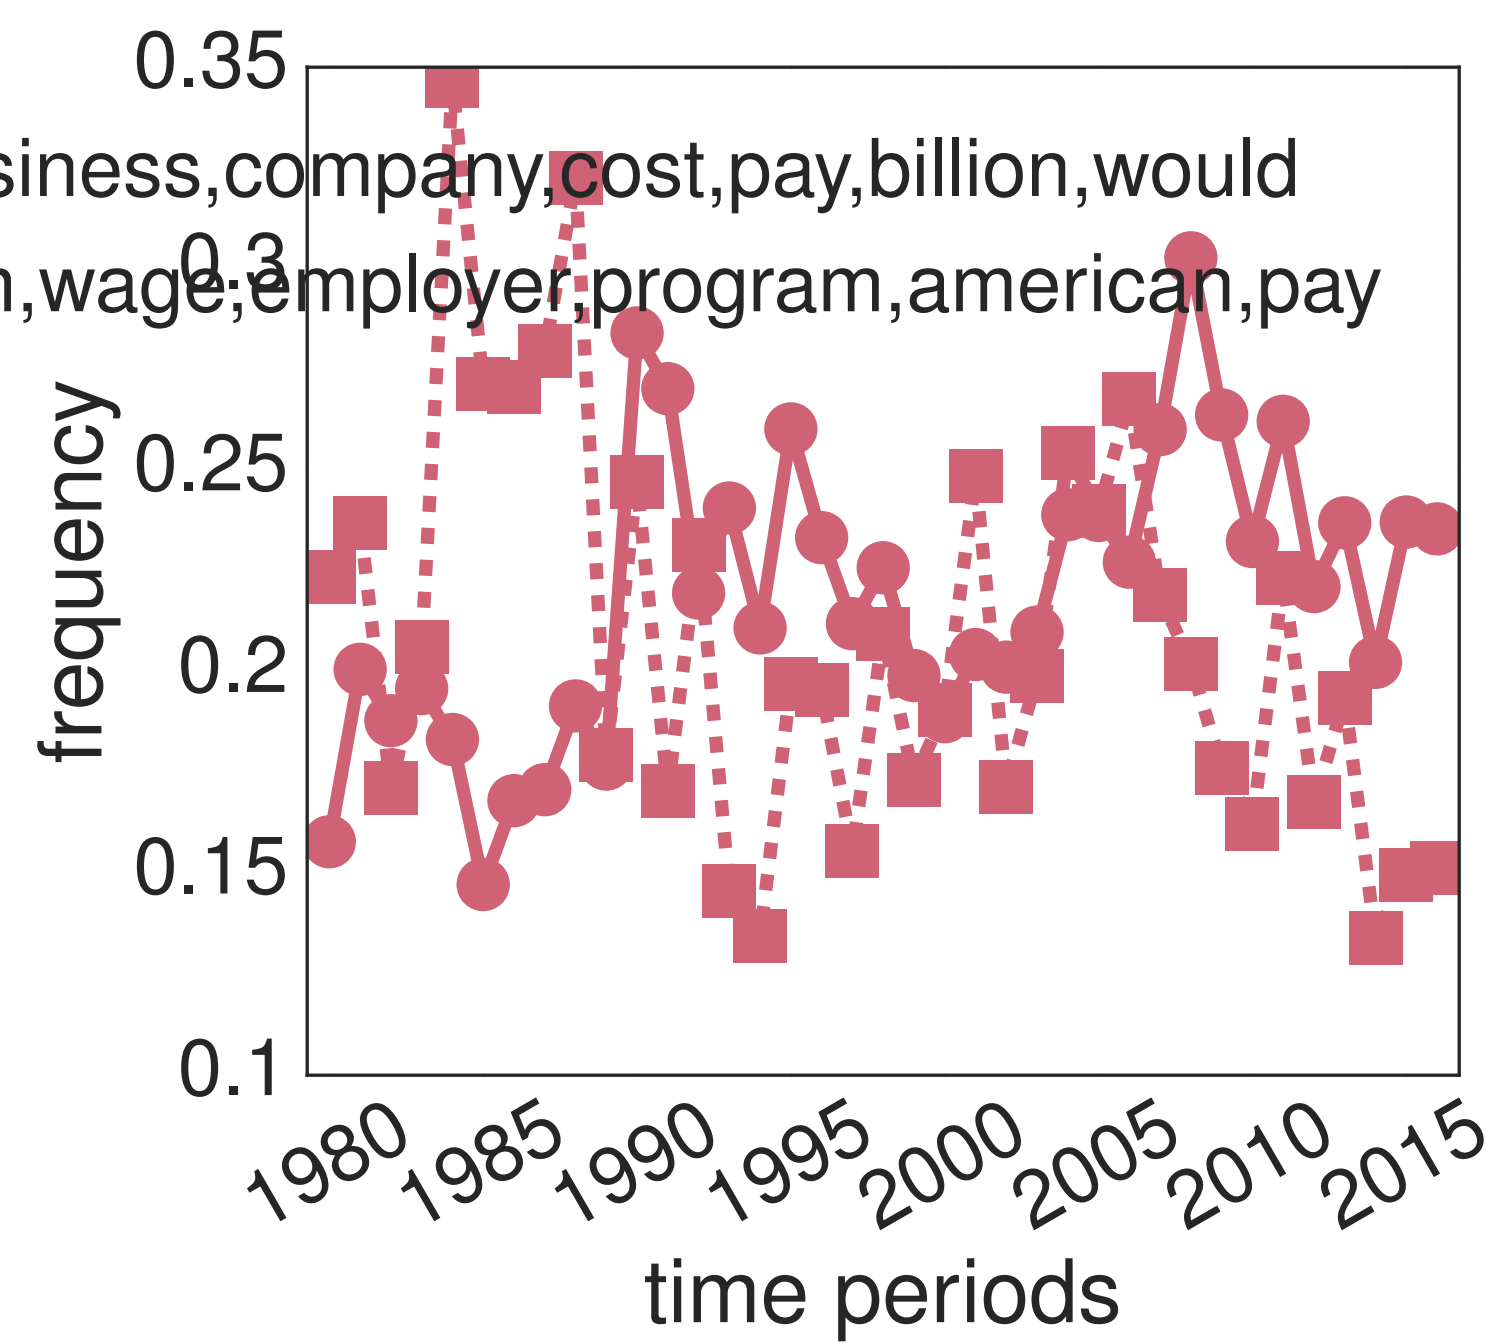 0.35
siness,company,cost,pay,billion,would
0.3
n,wage,employer,program,american,pay
0.25
frequency
0.2
0.15
0.1
1980 1985 1990 1995 2000 2005 2010 2015
time periods